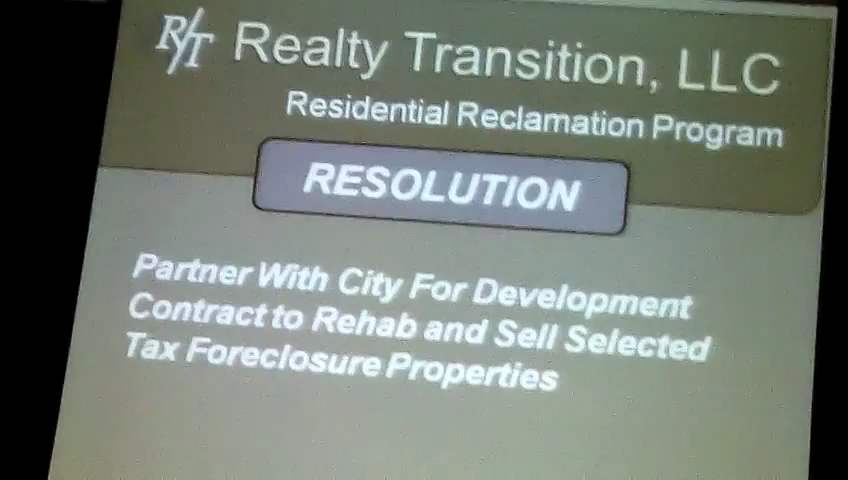 R/T Realty Transition, LLC
Residential Reclamation Program
RESOLUTION
Partner With City For Development
Contract to Rehab and Sell Selected
Tax Foreclosure Properties